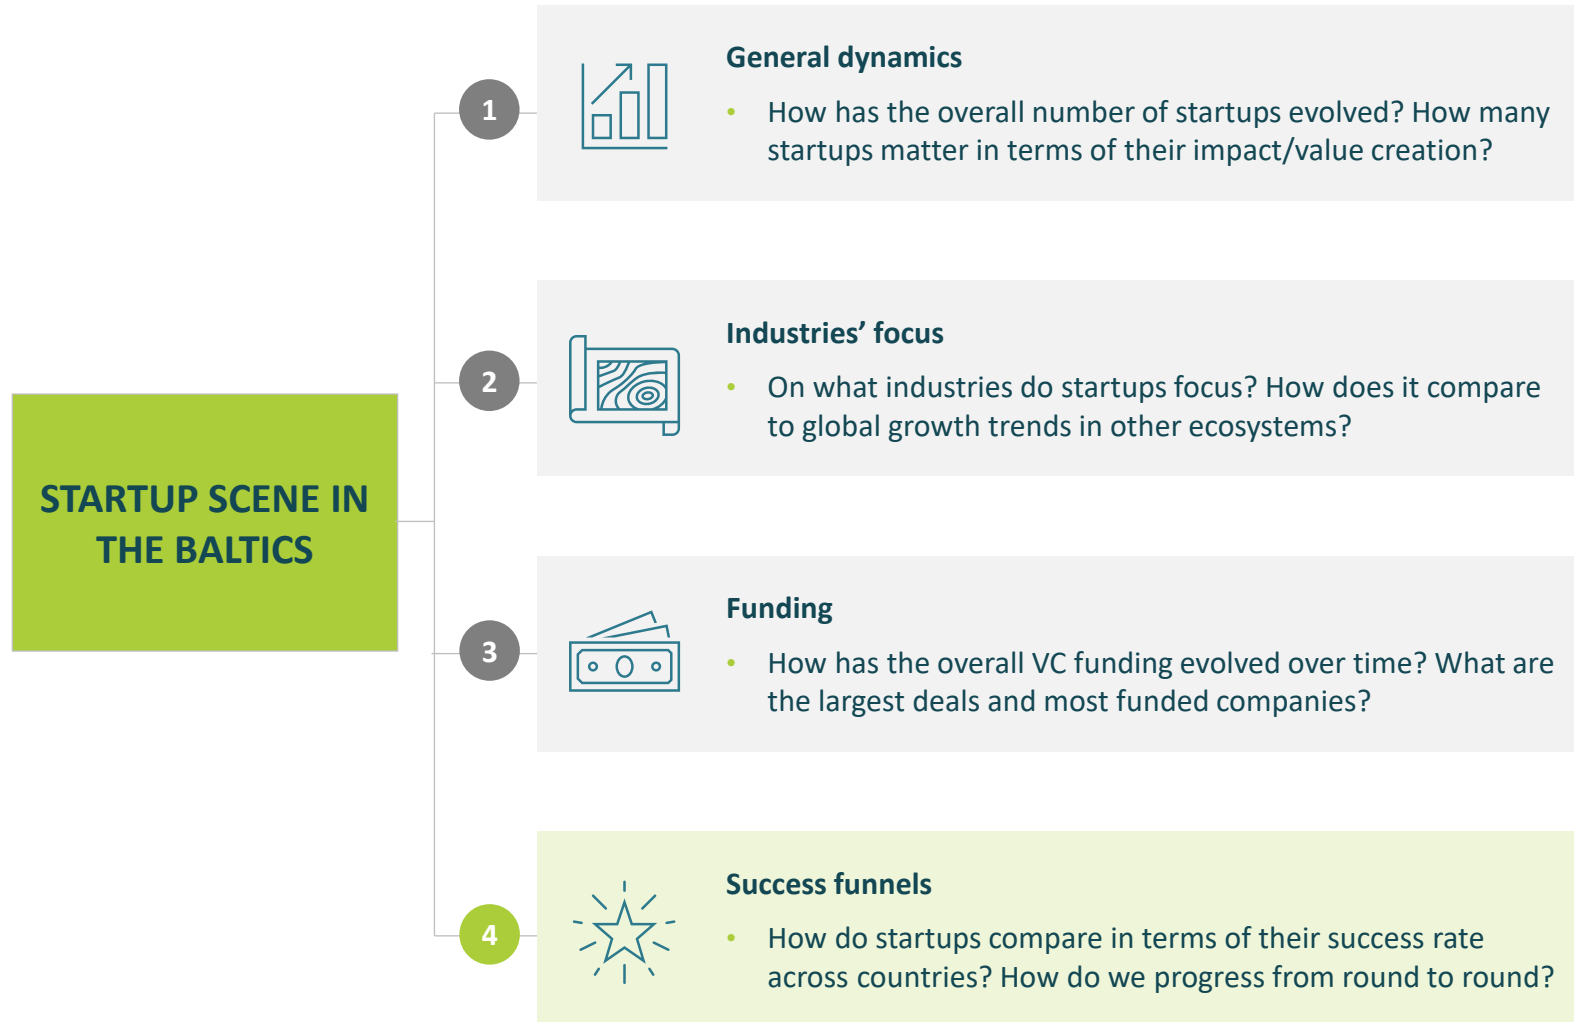 STARTUP SCENE IN
THE BALTICS
1
General dynamics
• How has the overall number of startups evolved? How many
startups matter in terms of their impact/value creation?
2
Industries’ focus
• On what industries do startups focus? How does it compare
to global growth trends in other ecosystems?
3
Funding
• How has the overall VC funding evolved over time? What are
the largest deals and most funded companies?
4
Success funnels
• How do startups compare in terms of their success rate
across countries? How do we progress from round to round?